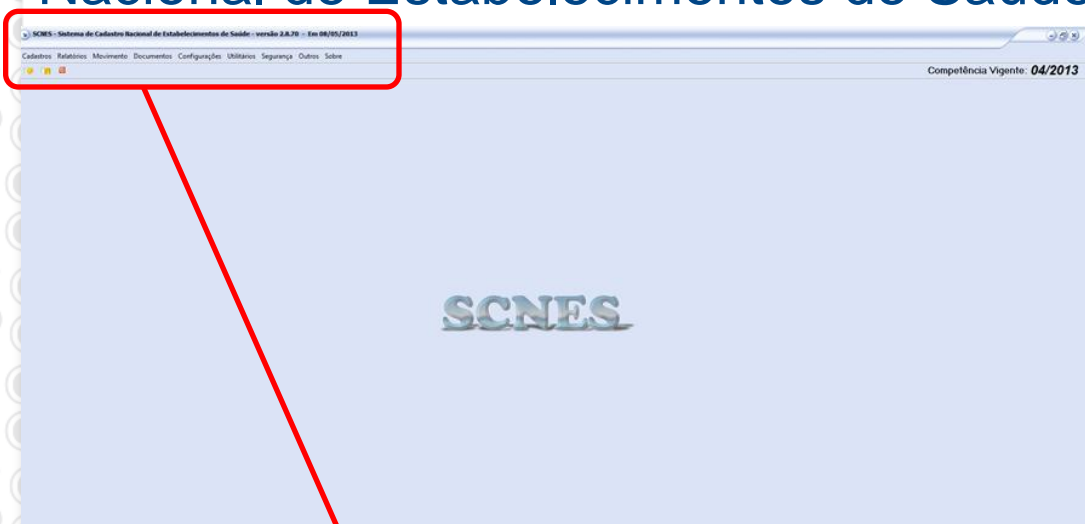 Nacional de Estabelecimentos de Saúde
SCNES - Sistema de Cadastro Nacional de Estabelecimentos de Saúde - versão 2.8.70 - Em 08/05/2013
Cadastros Relatórios Movimento Documentos Configurações Utilitários Segurança Outros Sobre
Competência Vigente: 04/2013
SCNES